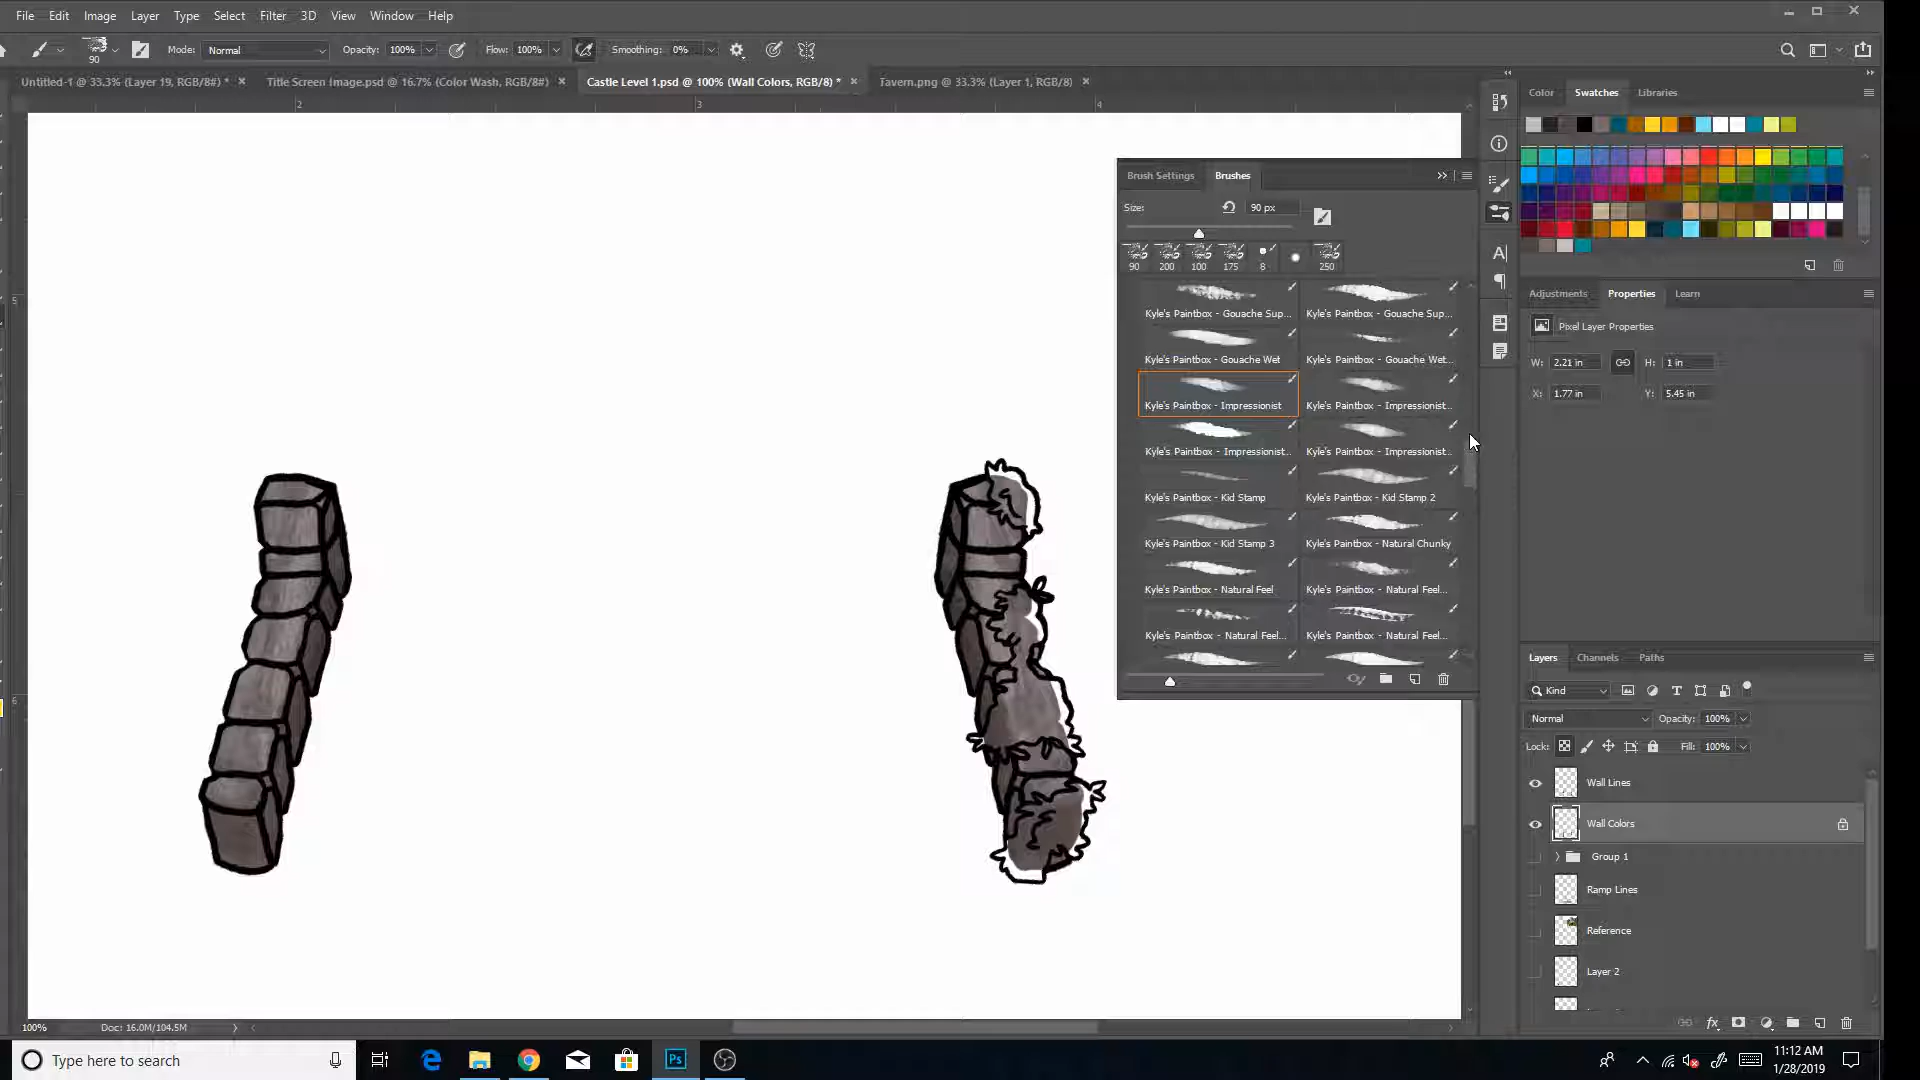 File Edit Image Layer Type Select Filter 3D View Window Help
90 Mode: Normal Opacity: 100% Flow: 100% Smoothing: 0%
Untitled-1 @ 33.3% (Layer 19, RGB/8#) * Title Screen Image.psd @ 16.7% (Color Wash, RGB/8#) Castle Level 1.psd @ 100% (Wall Colors, RGB/8) * Tavern.png @ 33.3% (Layer 1, RGB/8)
2 3 4
5
6
Color Swatches Libraries
Brush Settings Brushes
Size: 90 px
90 200 100 175 8 250
Kyle's Paintbox - Gouache Sup... Kyle's Paintbox - Gouache Sup...
Kyle's Paintbox - Gouache Wet Kyle's Paintbox - Gouache Wet...
Kyle's Paintbox - Impressionist Kyle's Paintbox - Impressionist...
Kyle's Paintbox - Impressionist... Kyle's Paintbox - Impressionist...
Kyle's Paintbox - Kid Stamp Kyle's Paintbox - Kid Stamp 2
Kyle's Paintbox - Kid Stamp 3 Kyle's Paintbox - Natural Chunky
Kyle's Paintbox - Natural Feel Kyle's Paintbox - Natural Feel...
Kyle's Paintbox - Natural Feel... Kyle's Paintbox - Natural Feel...
Adjustments Properties Learn
Pixel Layer Properties
W: 2.21 in H: 1 in
X: 1.77 in Y: 5.45 in
Layers Channels Paths
Kind
Normal Opacity: 100%
Lock: Fill: 100%
Wall Lines
Wall Colors
Group 1
Ramp Lines
Reference
Layer 2
100% Doc: 16.0M/104.5M
Type here to search
Ps
11:12 AM
1/28/2019